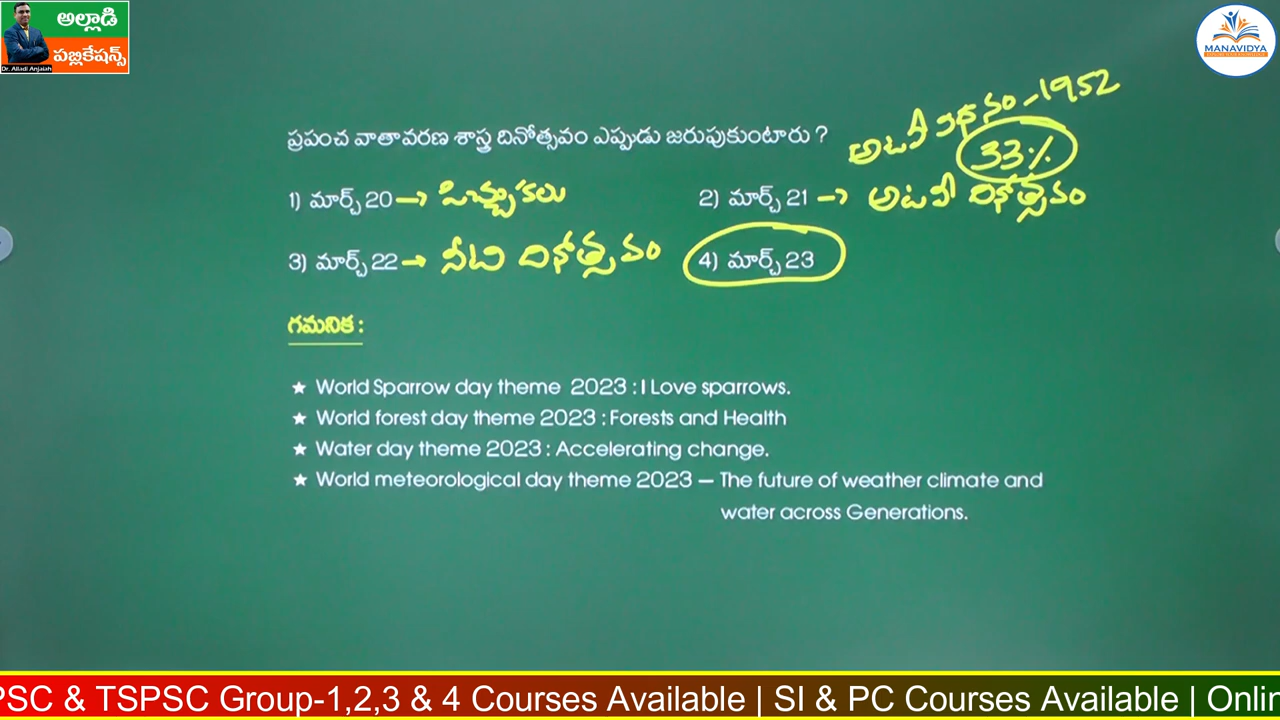 అల్లాడి
పబ్లికేషన్స్
Dr. Alladi Anjaiah
MANAVIDYA
అటవీ విధానం - 1952
33%
ప్రపంచ వాతావరణ శాస్త్ర దినోత్సవం ఎప్పుడు జరుపుకుంటారు ?
1) మార్చ్ 20 → పిచ్చుకలు
2) మార్చ్ 21 → అటవీ దినోత్సవం
3) మార్చ్ 22 → నీటి దినోత్సవం
4) మార్చ్ 23
గమనిక :
★ World Sparrow day theme 2023 : I Love sparrows.
★ World forest day theme 2023 : Forests and Health
★ Water day theme 2023 : Accelerating change.
★ World meteorological day theme 2023 — The future of weather climate and
water across Generations.
PSC & TSPSC Group-1,2,3 & 4 Courses Available | SI & PC Courses Available | Onlin